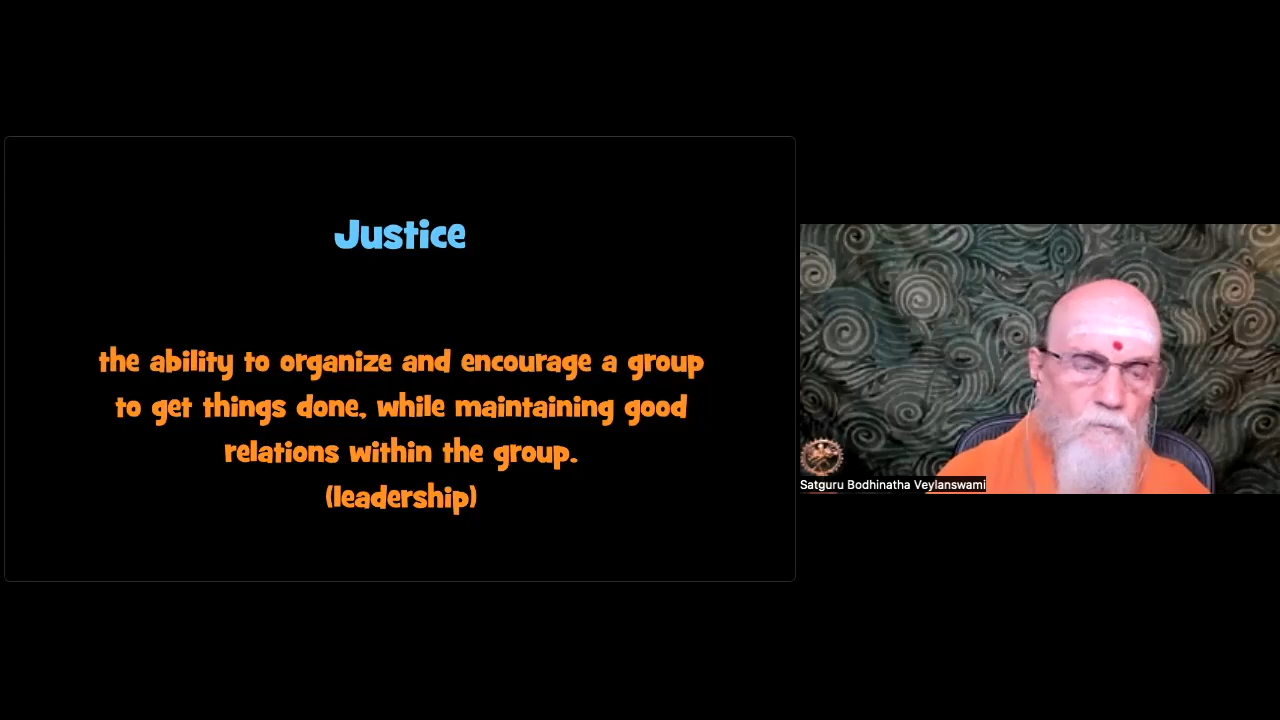 Justice
the ability to organize and encourage a group
to get things done, while maintaining good
relations within the group.
(leadership)
Satguru Bodhinatha Veylanswami